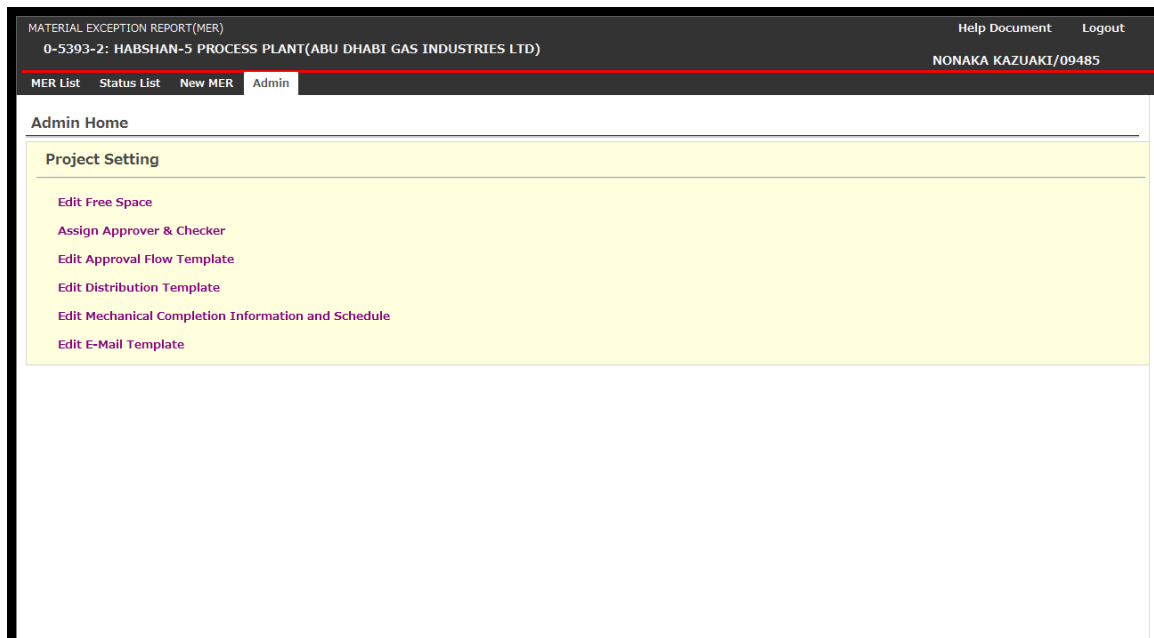 MATERIAL EXCEPTION REPORT(MER)
Help Document Logout
0-5393-2: HABSHAN-5 PROCESS PLANT(ABU DHABI GAS INDUSTRIES LTD)
NONAKA KAZUAKI/09485
MER List Status List New MER Admin
Admin Home
Project Setting
Edit Free Space
Assign Approver & Checker
Edit Approval Flow Template
Edit Distribution Template
Edit Mechanical Completion Information and Schedule
Edit E-Mail Template